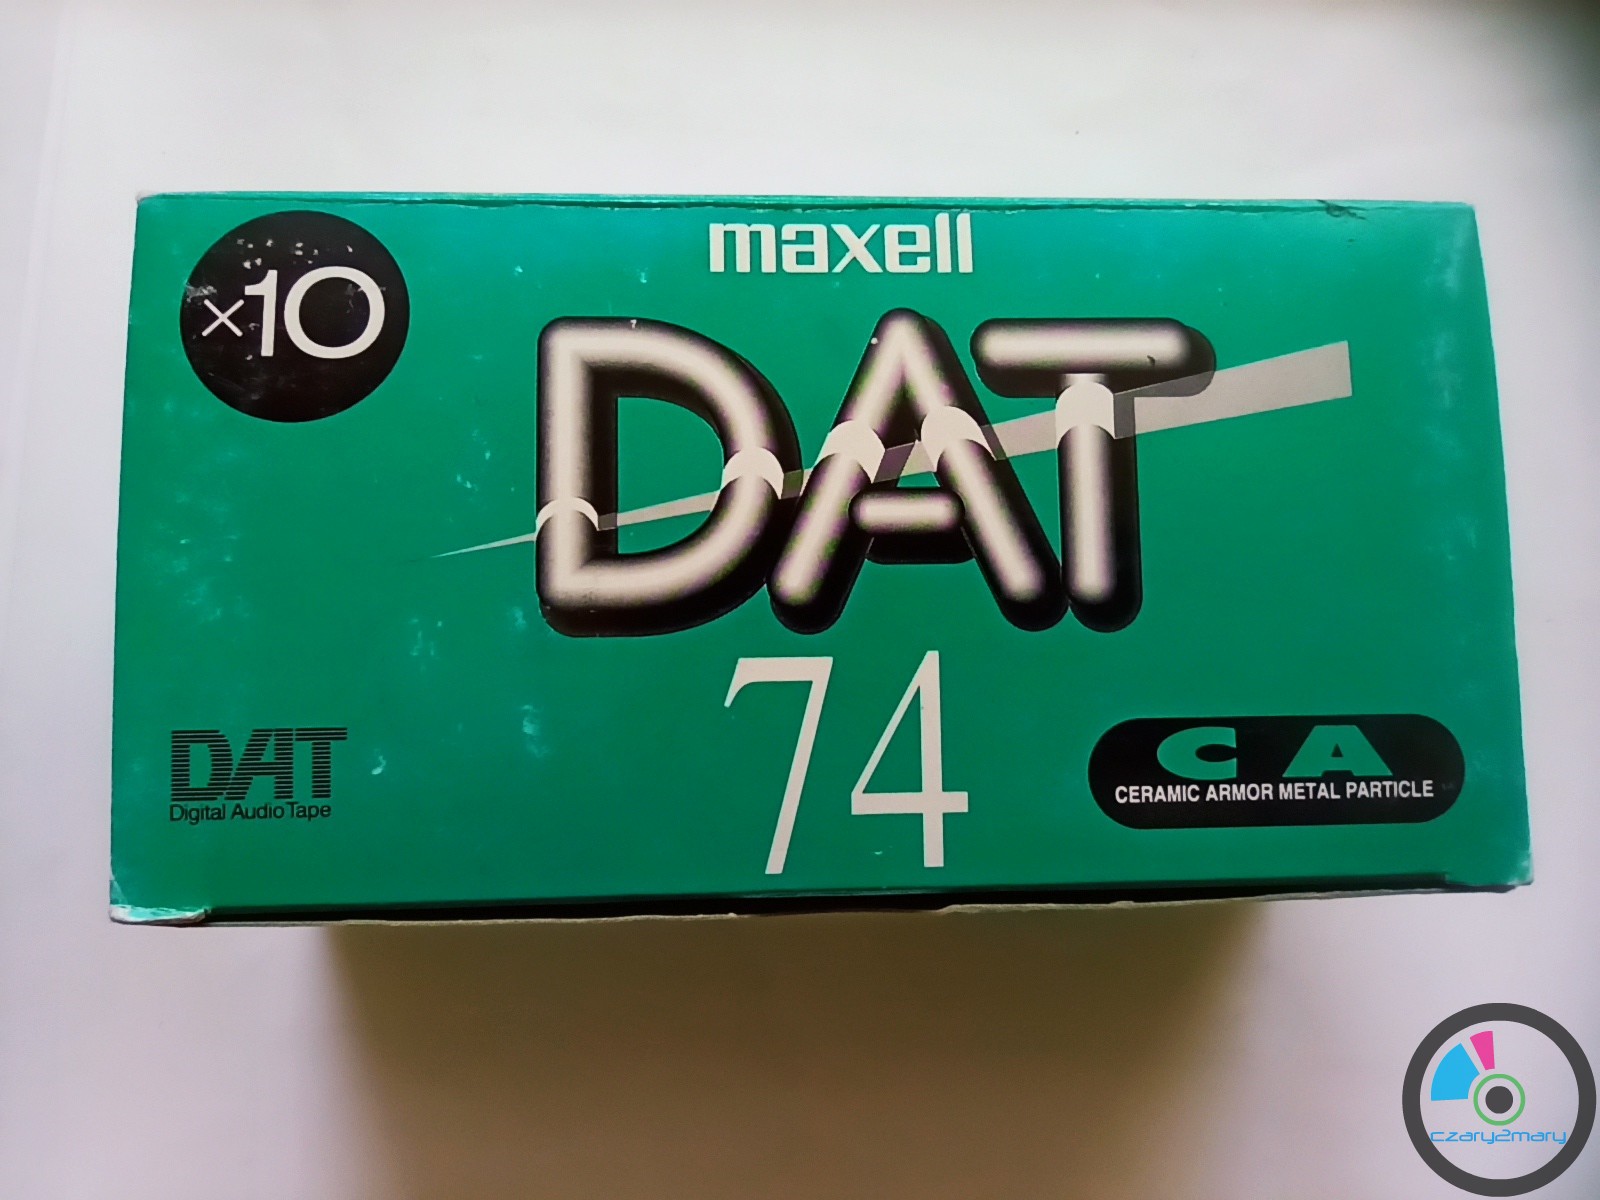 maxell
×10
DAT
74
DAT
Digital Audio Tape
CA
CERAMIC ARMOR METAL PARTICLE
czary2mary